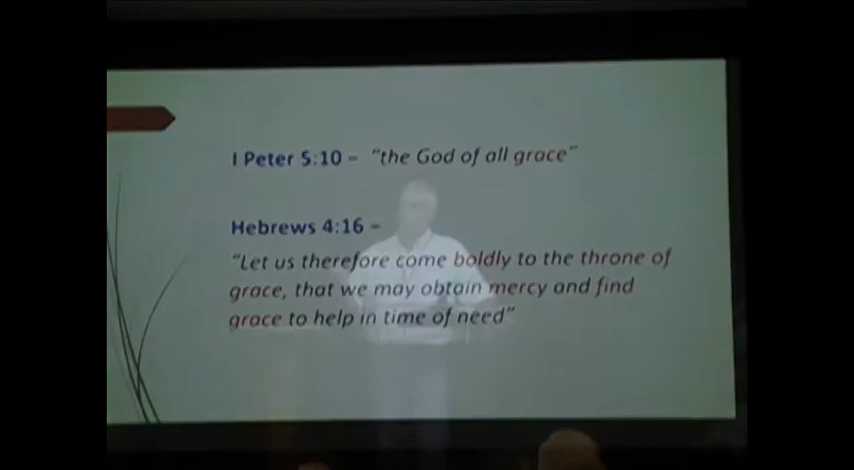 I Peter 5:10 – "the God of all grace"
Hebrews 4:16 –
"Let us therefore come boldly to the throne of
grace, that we may obtain mercy and find
grace to help in time of need"